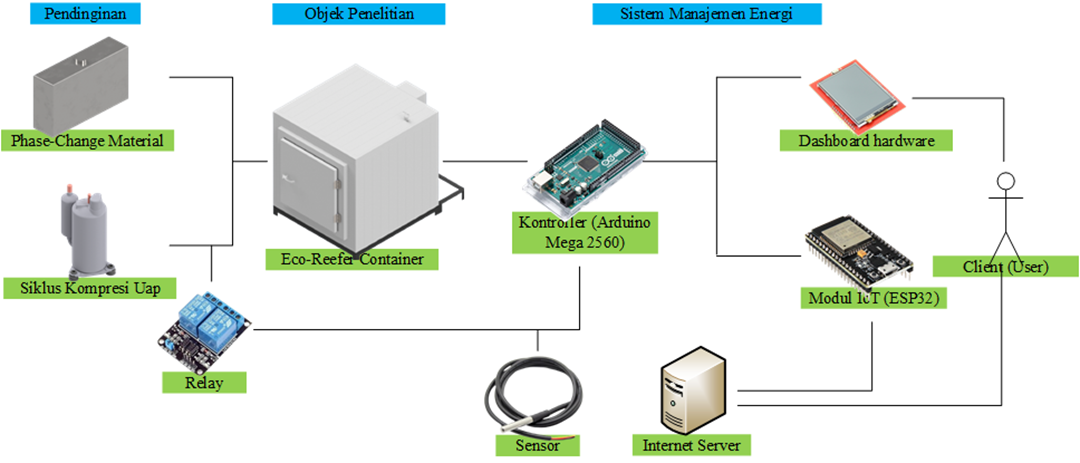 Pendinginan
Objek Penelitian
Sistem Manajemen Energi
Phase-Change Material
Dashboard hardware
Kontroller (Arduino
Mega 2560)
Eco-Reefer Container
Siklus Kompresi Uap
Client (User)
Modul IoT (ESP32)
Relay
Sensor
Internet Server